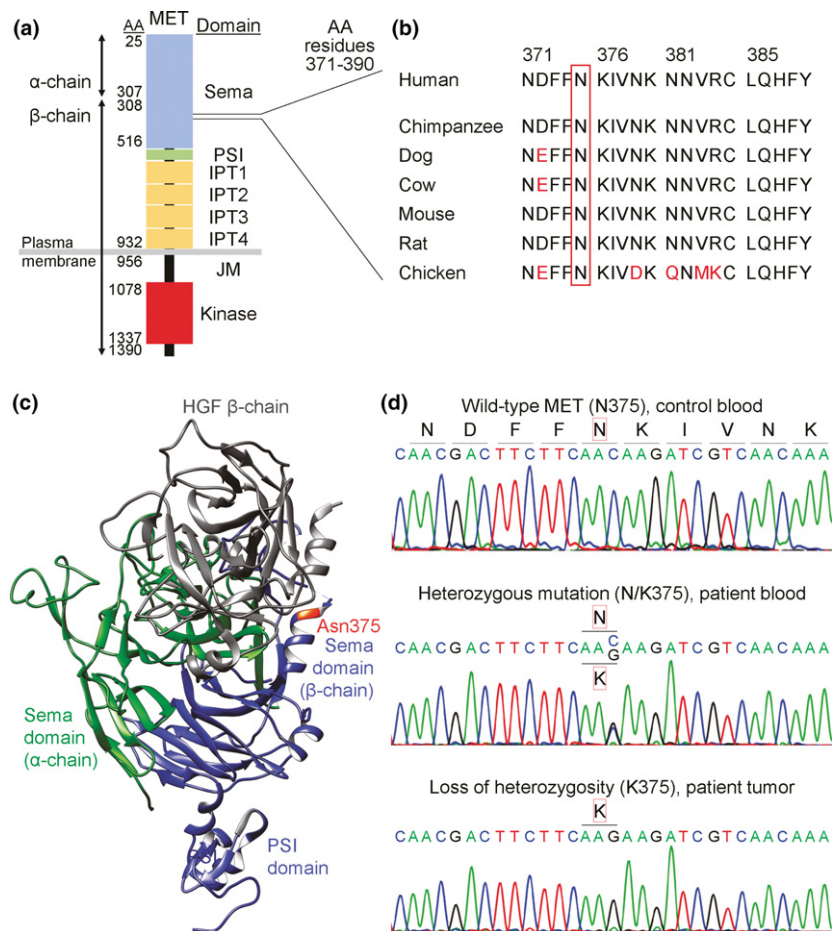 (a)
AA MET Domain
25
α-chain
307
308
β-chain
Sema
516
PSI
IPT1
IPT2
IPT3
IPT4
932
Plasma
membrane
956
JM
1078
Kinase
1337
1390
AA
residues
371-390
(b)
371 376 381 385
Human NDFFN KIVNK NNVRC LQHFY
Chimpanzee NDFFN KIVNK NNVRC LQHFY
Dog NEFFN KIVNK NNVRC LQHFY
Cow NEFFN KIVNK NNVRC LQHFY
Mouse NDFFN KIVNK NNVRC LQHFY
Rat NDFFN KIVNK NNVRC LQHFY
Chicken NEFFN KIVDK QNMKC LQHFY
(c)
HGF β-chain
Asn375
Sema
domain
(β-chain)
Sema
domain
(α-chain)
PSI
domain
(d)
Wild-type MET (N375), control blood
N D F F N K I V N K
C A A C G A C T T C T T C A A C A A G A T C G T C A A C A A A
Heterozygous mutation (N/K375), patient blood
N
C A A C G A C T T C T T C A A C A A G A T C G T C A A C A A A
G
K
Loss of heterozygosity (K375), patient tumor
K
C A A C G A C T T C T T C A A G A A G A T C G T C A A C A A A